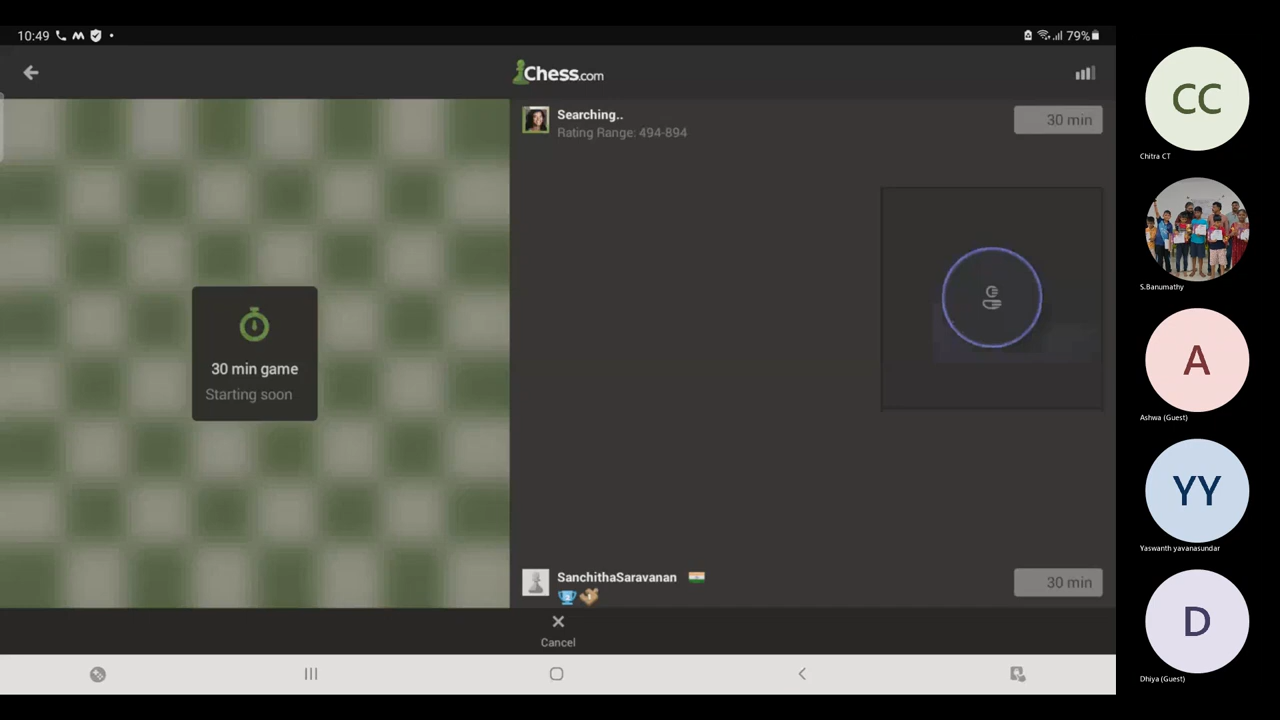 10:49
79%
Chess.com
Searching..
Rating Range: 494-894
30 min
30 min game
Starting soon
SanchithaSaravanan
30 min
Cancel
CC
Chitra CT
S.Banumathy
A
Ashwa (Guest)
YY
Yaswanth yavanasundar
D
Dhiya (Guest)